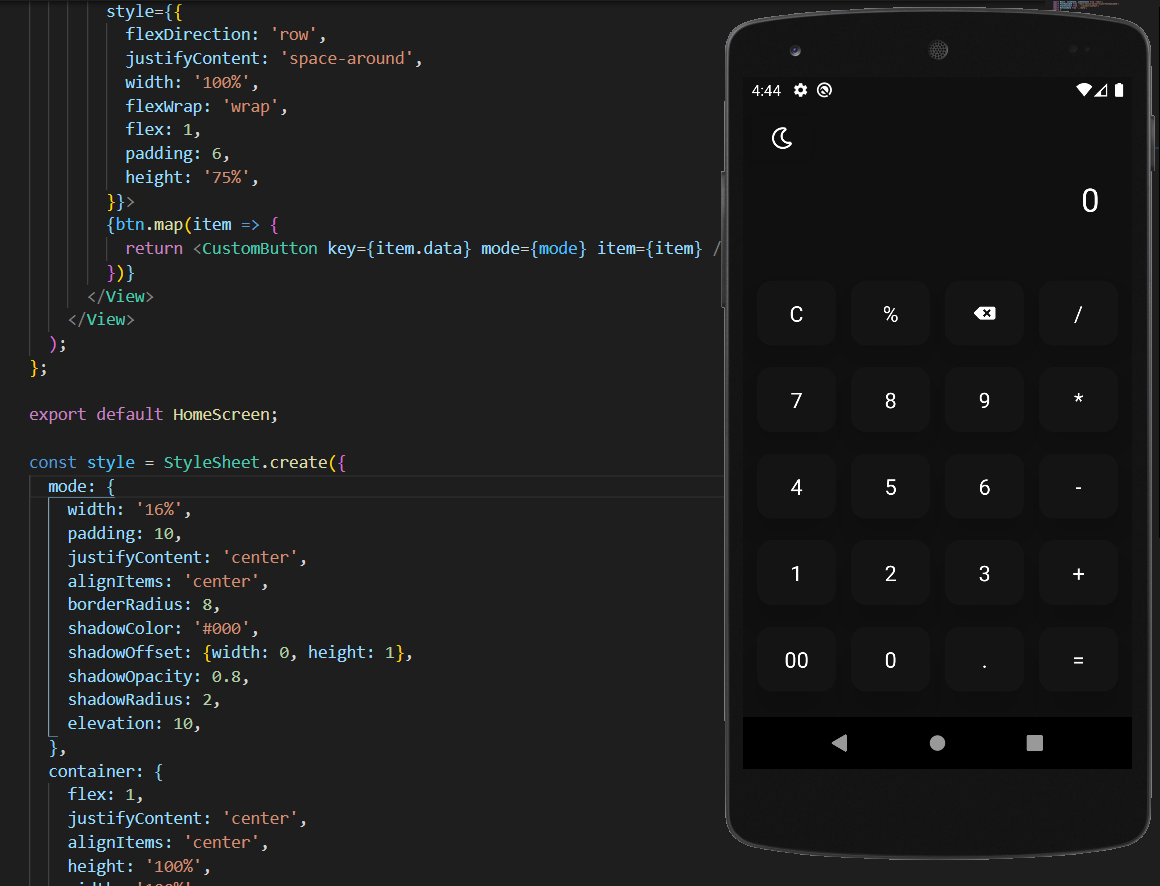 style={{
flexDirection: 'row',
justifyContent: 'space-around',
width: '100%',
flexWrap: 'wrap',
flex: 1,
padding: 6,
height: '75%',
}}>
{btn.map(item => {
return <CustomButton key={item.data} mode={mode} item={item} /
})}
</View>
</View>
);
};
export default HomeScreen;
const style = StyleSheet.create({
mode: {
width: '16%',
padding: 10,
justifyContent: 'center',
alignItems: 'center',
borderRadius: 8,
shadowColor: '#000',
shadowOffset: {width: 0, height: 1},
shadowOpacity: 0.8,
shadowRadius: 2,
elevation: 10,
},
container: {
flex: 1,
justifyContent: 'center',
alignItems: 'center',
height: '100%',
4:44
0
C % /
7 8 9 *
4 5 6 -
1 2 3 +
00 0 . =